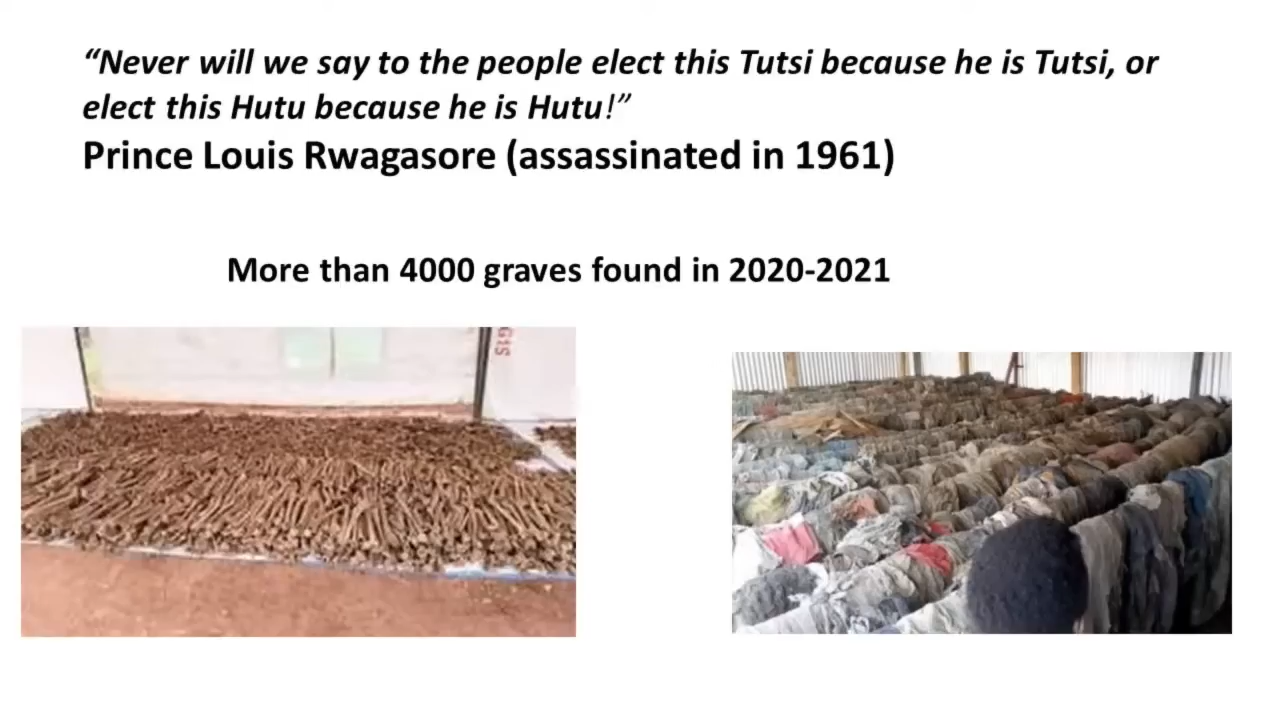 “Never will we say to the people elect this Tutsi because he is Tutsi, or
elect this Hutu because he is Hutu!”
Prince Louis Rwagasore (assassinated in 1961)
More than 4000 graves found in 2020-2021
G1S